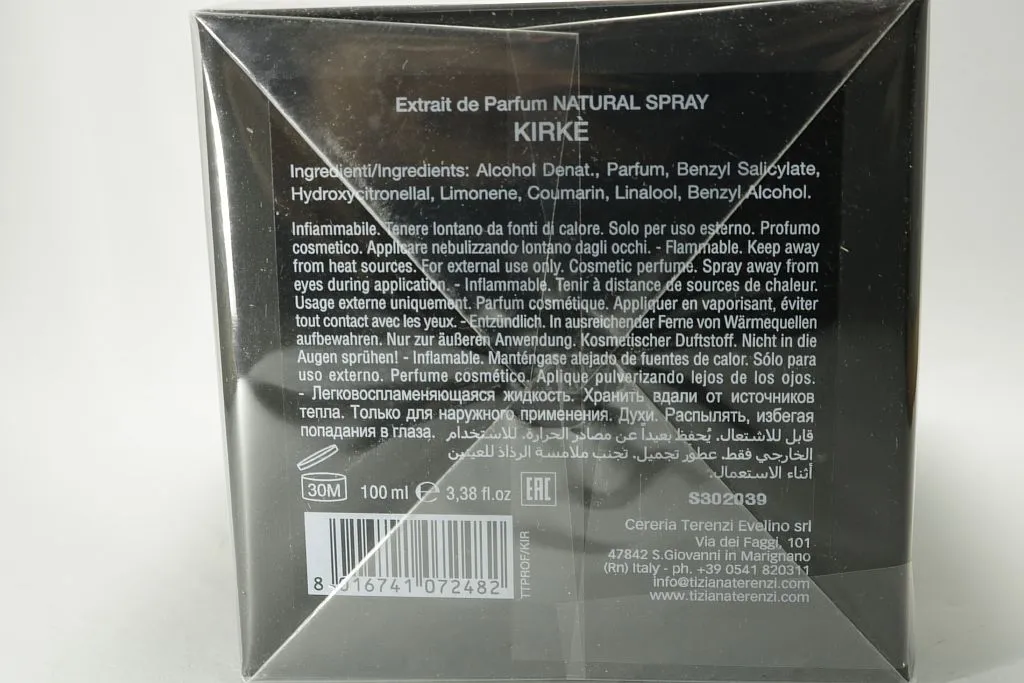 Extrait de Parfum NATURAL SPRAY
KIRKÈ
Ingredienti/Ingredients: Alcohol Denat., Parfum, Benzyl Salicylate,
Hydroxycitronellal, Limonene, Coumarin, Linalool, Benzyl Alcohol.
Infiammabile. Tenere lontano da fonti di calore. Solo per uso esterno. Profumo
cosmetico. Applicare nebulizzando lontano dagli occhi. - Flammable. Keep away
from heat sources. For external use only. Cosmetic perfume. Spray away from
eyes during application. - Inflammable. Tenir à distance de sources de chaleur.
Usage externe uniquement. Parfum cosmétique. Appliquer en vaporisant, éviter
tout contact avec les yeux. - Entzündlich. In ausreichender Ferne von Wärmequellen
aufbewahren. Nur zur äußeren Anwendung. Kosmetischer Duftstoff. Nicht in die
Augen sprühen! - Inflamable. Manténgase alejado de fuentes de calor. Sólo para
uso externo. Perfume cosmético. Aplique pulverizando lejos de los ojos.
- Легковоспламеняющаяся жидкость. Хранить вдали от источников
тепла. Только для наружного применения. Духи. Распылять, избегая
попадания в глаза. قابل للاشتعال. يُحفظ بعيداً عن مصادر الحرارة. للاستخدام
الخارجي فقط. عطور تجميل. تجنب ملامسة الرذاذ للعينين
أثناء الاستعمال.
30M 100 ml e 3,38 fl.oz EAC
S302039
Cereria Terenzi Evelino srl
Via dei Faggi, 101
47842 S.Giovanni in Marignano
(Rn) Italy - ph. +39 0541 820311
info@tizianaterenzi.com
www.tizianaterenzi.com
8 016741 072482
TTPROF/KIR